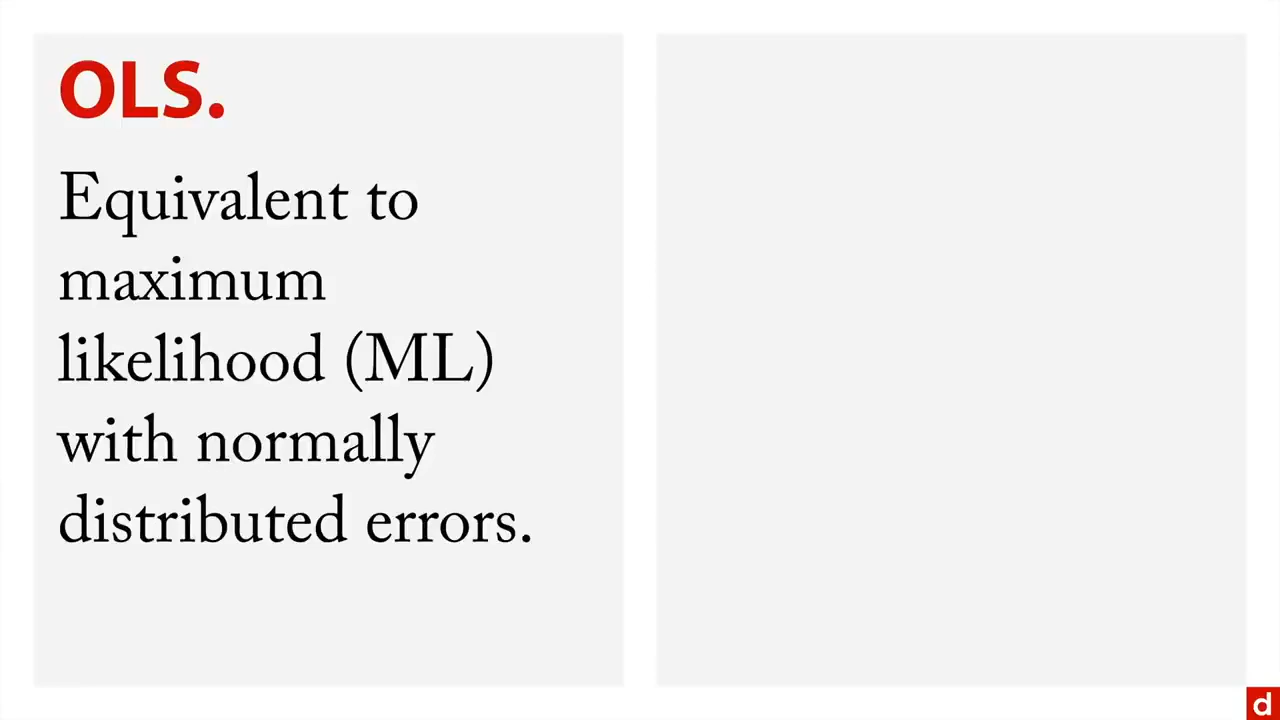 OLS.
Equivalent to
maximum
likelihood (ML)
with normally
distributed errors.
d